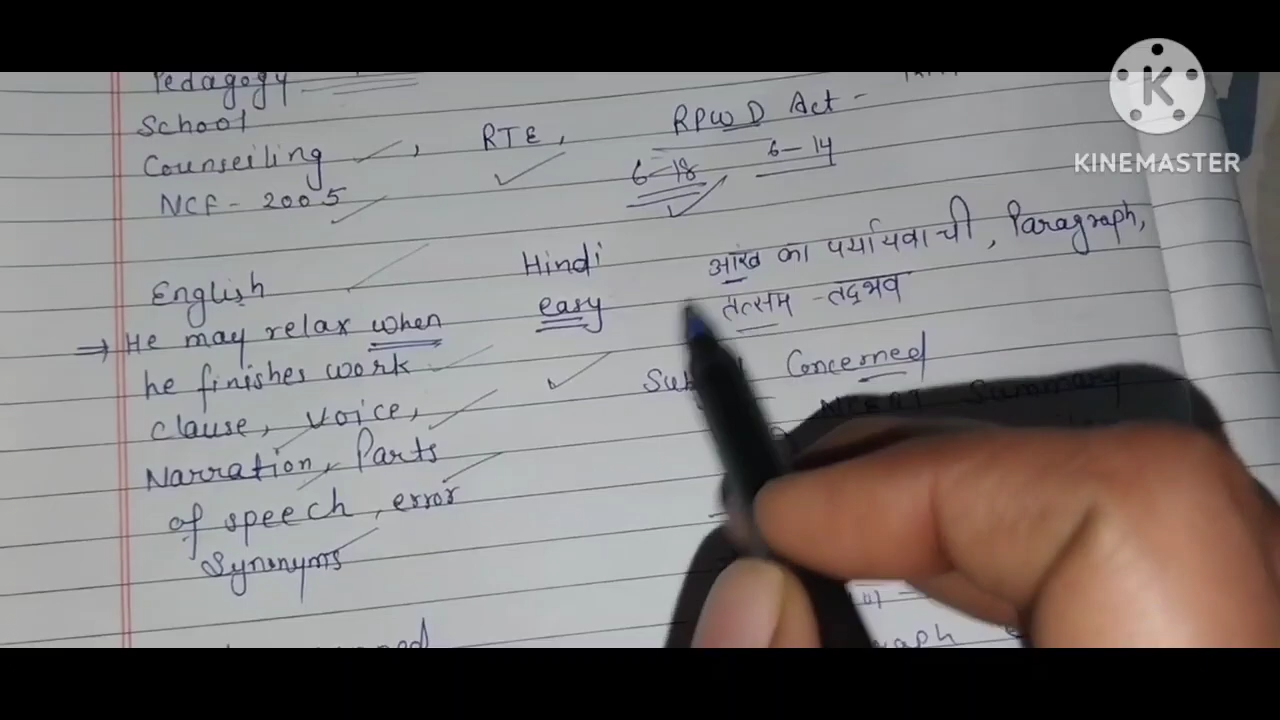 Pedagogy
School
Counseiling, RTE, RPWD Act -
NCF - 2005 6-18 6-14
English Hindi आंख का पर्यायवाची, Paragraph,
⇒ He may relax when easy तत्सम - तद्भव
he finishes work Concerned
clause, voice, Summary
Narration, Parts
of speech, error
Synonyms
K
KINEMASTER